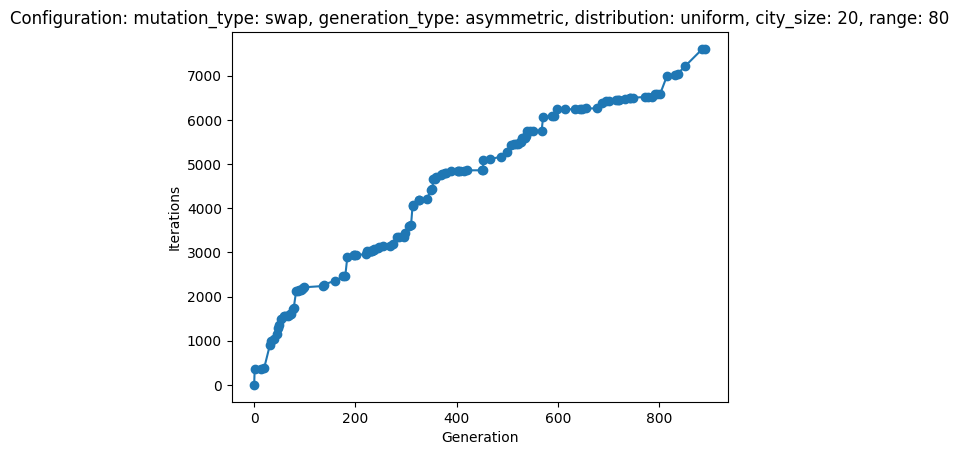 Configuration: mutation_type: swap, generation_type: asymmetric, distribution: uniform, city_size: 20, range: 80
7000
6000
5000
4000
3000
2000
1000
0
Iterations
0 200 400 600 800
Generation